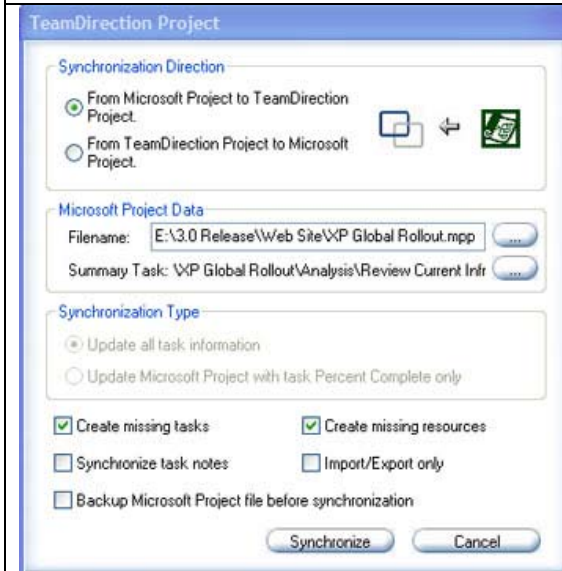 TeamDirection Project
Synchronization Direction
From Microsoft Project to TeamDirection
Project.
From TeamDirection Project to Microsoft
Project.
Microsoft Project Data
Filename: E:\3.0 Release\Web Site\XP Global Rollout.mpp ...
Summary Task: \XP Global Rollout\Analysis\Review Current Infr ...
Synchronization Type
Update all task information
Update Microsoft Project with task Percent Complete only
Create missing tasks Create missing resources
Synchronize task notes Import/Export only
Backup Microsoft Project file before synchronization
Synchronize Cancel